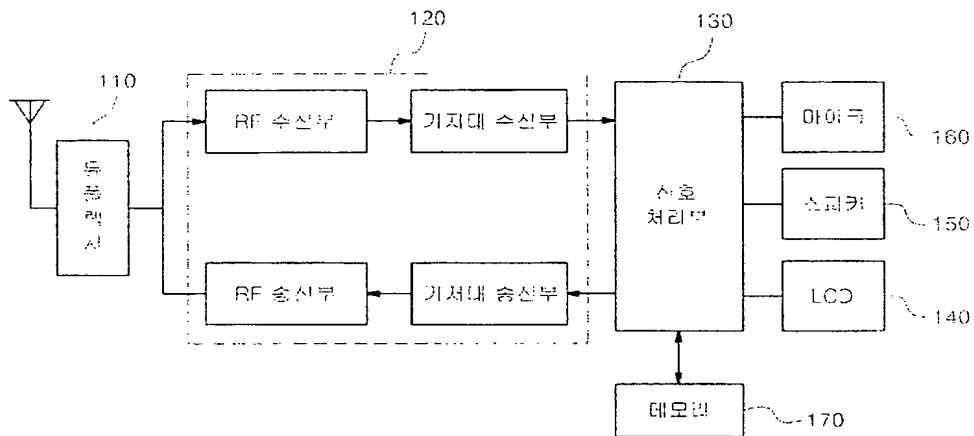 120
130
110
RF 수신부
기저대 수신부
마이크
160
듀플렉서
신호
처리부
스피커
150
RF 송신부
기저대 송신부
LCD
140
메모리
170